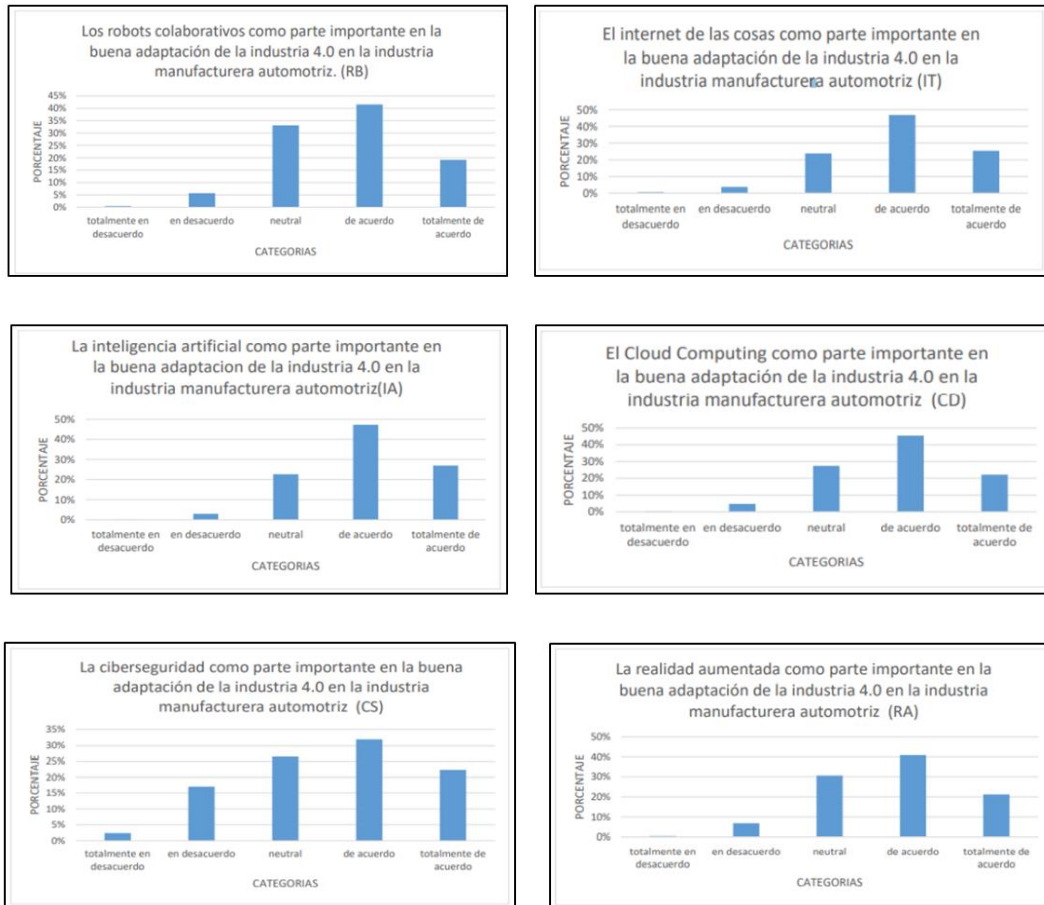 Los robots colaborativos como parte importante en la
buena adaptación de la industria 4.0 en la industria
manufacturera automotriz. (RB)
45%
40%
35%
30%
25%
20%
15%
10%
5%
0%
PORCENTAJE
totalmente en
desacuerdo
en desacuerdo
neutral
de acuerdo
totalmente de
acuerdo
CATEGORIAS
El internet de las cosas como parte importante en
la buena adaptación de la industria 4.0 en la
industria manufacturera automotriz (IT)
50%
40%
30%
20%
10%
0%
PORCENTAJE
totalmente en
desacuerdo
en desacuerdo
neutral
de acuerdo
totalmente de
acuerdo
CATEGORIAS
La inteligencia artificial como parte importante en
la buena adaptacion de la industria 4.0 en la
industria manufacturera automotriz(IA)
50%
40%
30%
20%
10%
0%
PORCENTAJE
totalmente en
desacuerdo
en desacuerdo
neutral
de acuerdo
totalmente de
acuerdo
CATEGORIAS
El Cloud Computing como parte importante en
la buena adaptación de la industria 4.0 en la
industria manufacturera automotriz (CD)
50%
40%
30%
20%
10%
0%
PORCENTAJE
totalmente en
desacuerdo
en desacuerdo
neutral
de acuerdo
totalmente de
acuerdo
CATEGORIAS
La ciberseguridad como parte importante en la buena
adaptación de la industria 4.0 en la industria
manufacturera automotriz (CS)
35%
30%
25%
20%
15%
10%
5%
0%
PORCENTAJE
totalmente en
desacuerdo
en desacuerdo
neutral
de acuerdo
totalmente de
acuerdo
CATEGORIAS
La realidad aumentada como parte importante en la
buena adaptación de la industria 4.0 en la industria
manufacturera automotriz (RA)
50%
40%
30%
20%
10%
0%
PORCENTAJE
totalmente en
desacuerdo
en desacuerdo
neutral
de acuerdo
totalmente de
acuerdo
CATEGORIAS